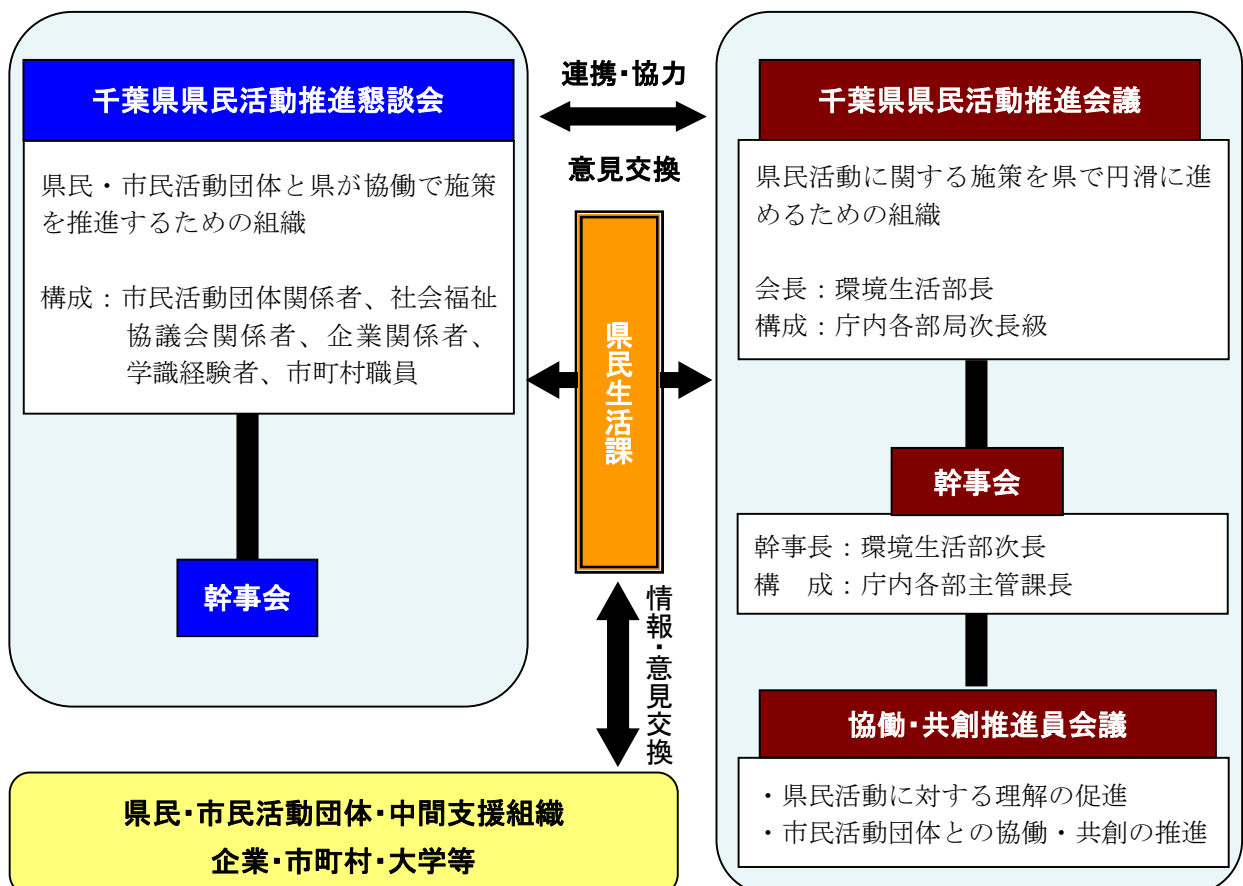 千葉県県民活動推進懇談会
県民・市民活動団体と県が協働で施策
を推進するための組織
構成：市民活動団体関係者、社会福祉
協議会関係者、企業関係者、
学識経験者、市町村職員
幹事会
連携・協力
意見交換
県民生活課
情報・意見交換
千葉県県民活動推進会議
県民活動に関する施策を県で円滑に進
めるための組織
会長：環境生活部長
構成：庁内各部局次長級
幹事会
幹事長：環境生活部次長
構　成：庁内各部主管課長
協働・共創推進員会議
・県民活動に対する理解の促進
・市民活動団体との協働・共創の推進
県民・市民活動団体・中間支援組織
企業・市町村・大学等